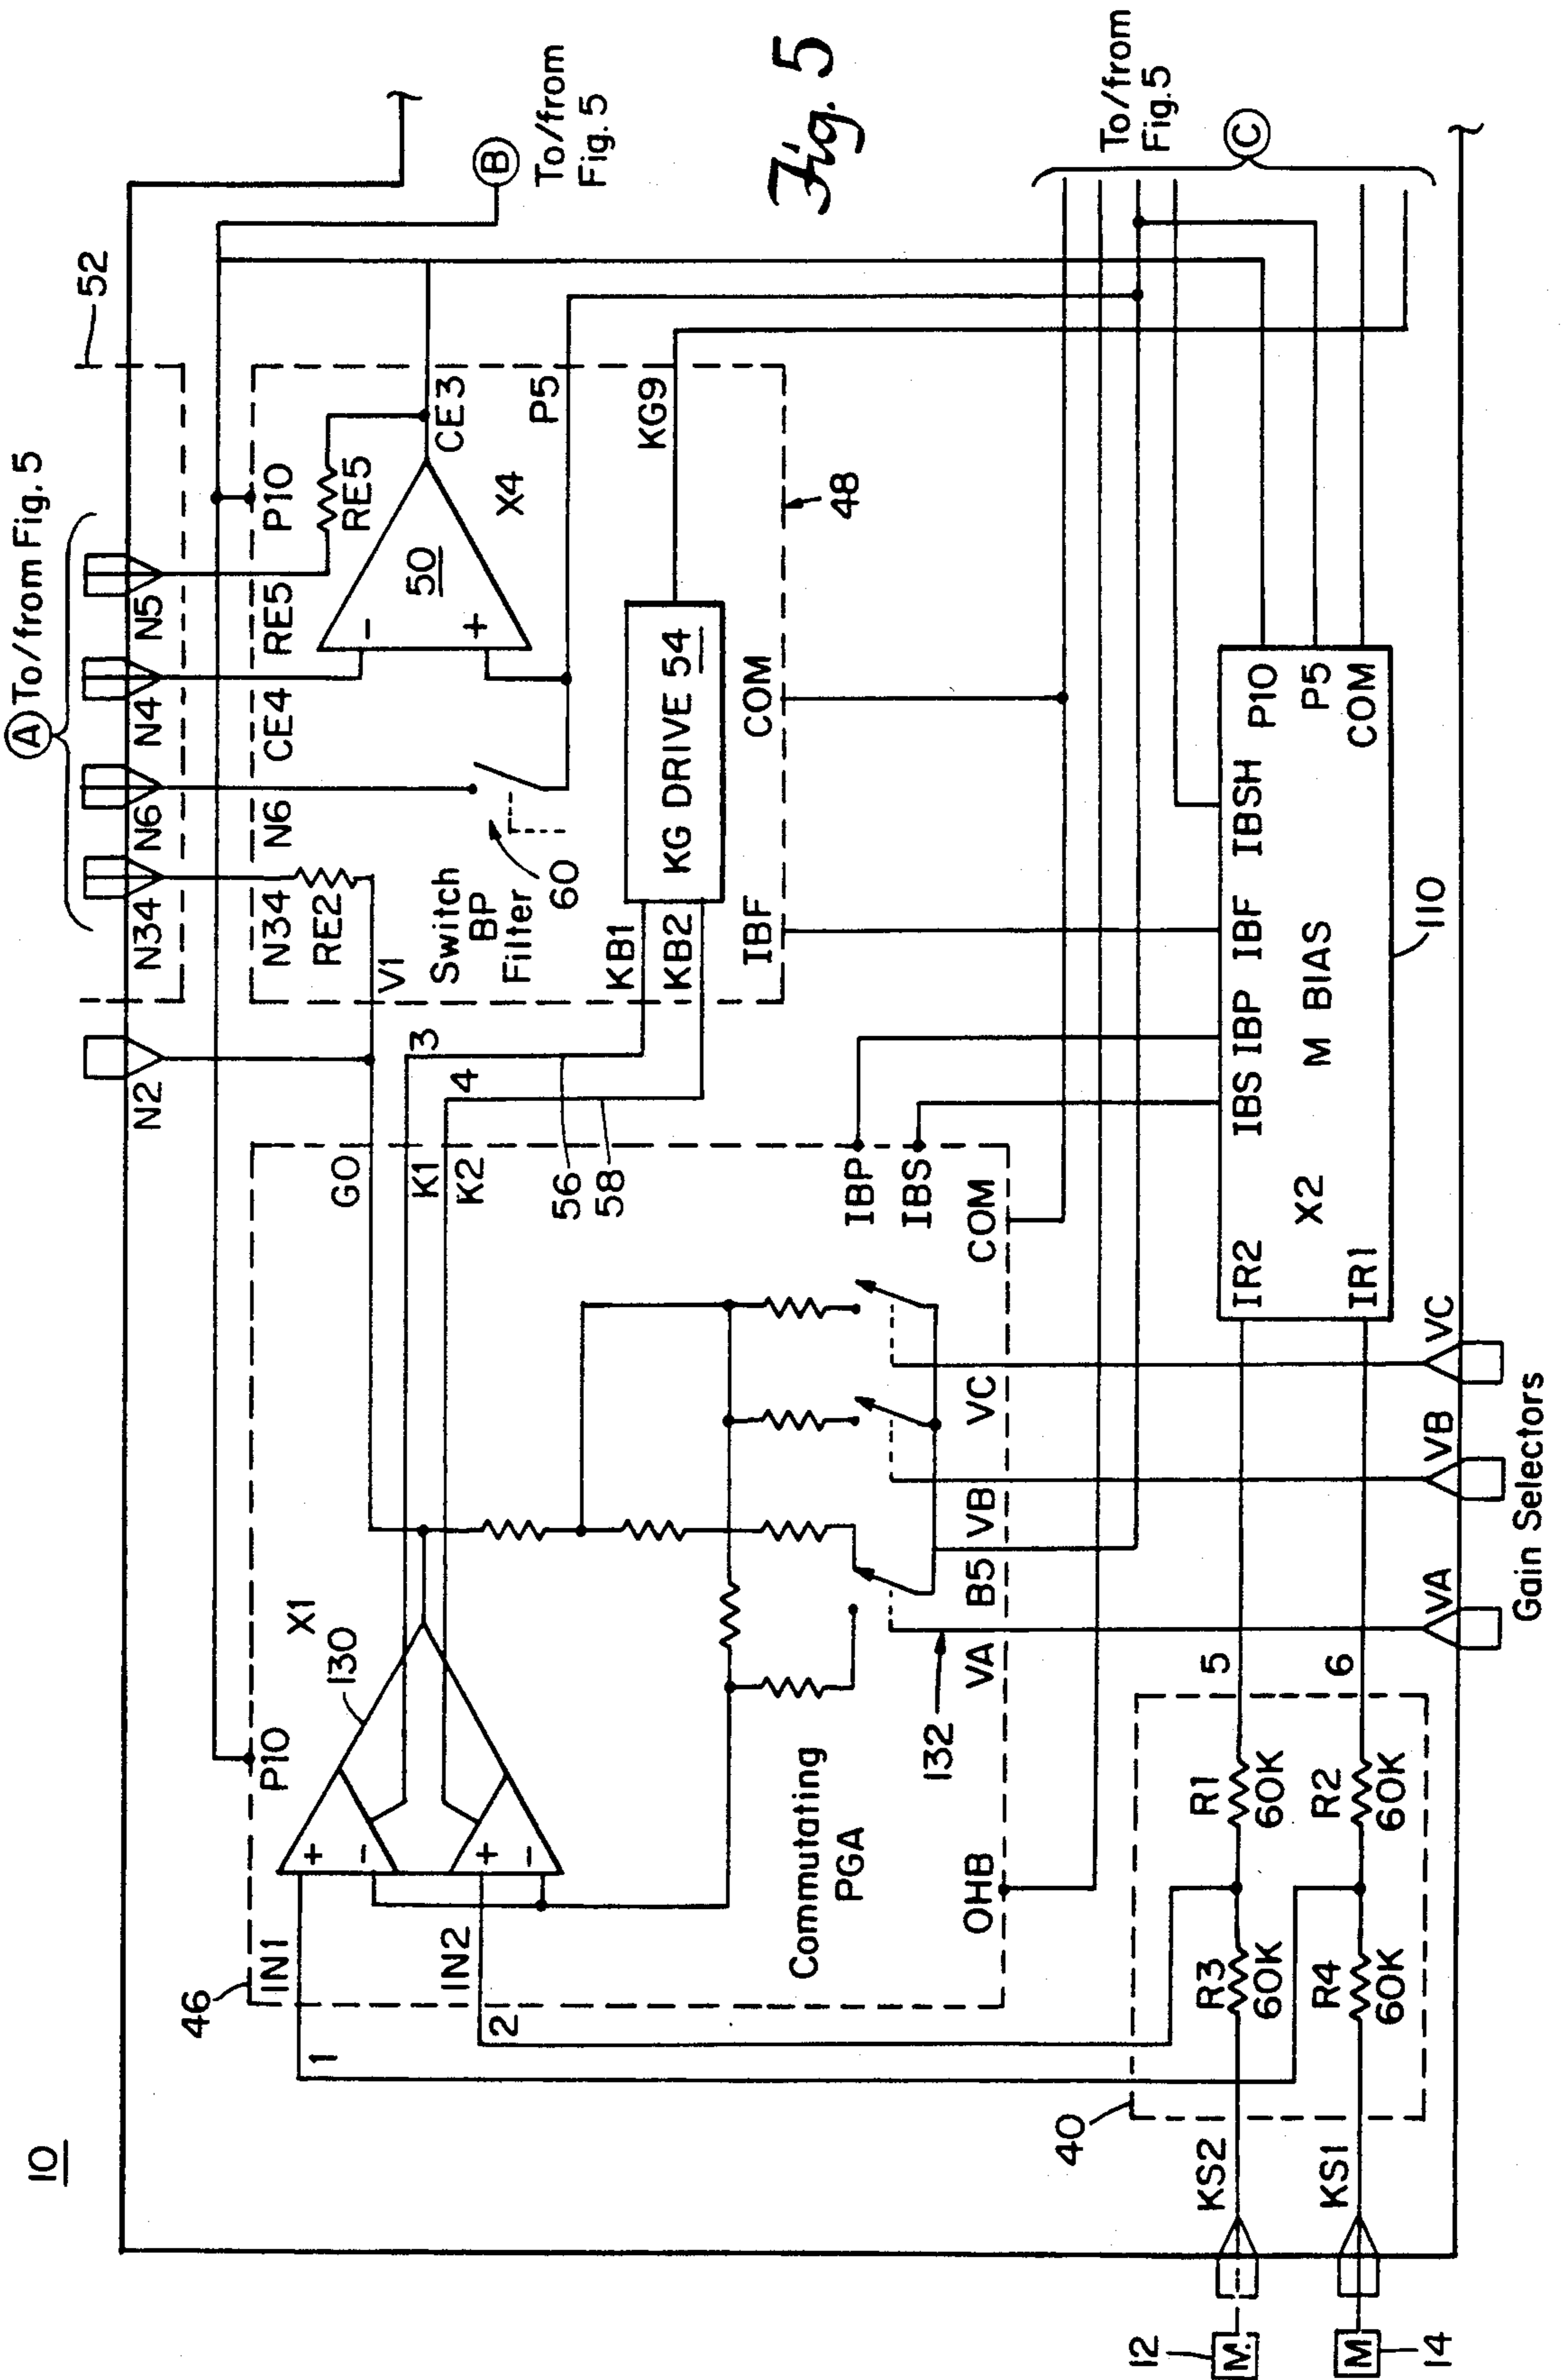 10
Ⓐ To/from Fig. 5
52
N2
N34
N6
N4
N5
Ⓑ
To/from
Fig. 5
46
IN1
P10
X1
130
GO
K1
K2
3
4
56
58
V1
N34
RE2
N6
CE4
RE5
P10
RE5
50
-
+
CE3
X4
P5
Switch
BP
Filter
60
KB1
KB2
KG DRIVE 54
KG9
48
IBF
COM
Fig. 5
+
-
+
-
IN2
1
2
Commutating
PGA
132
OHB
VA
B5
VB
VC
COM
IBP
IBS
To/from
Fig. 5
Ⓒ
40
KS2
KS1
R3
60K
R1
60K
R4
60K
R2
60K
5
6
IR2
IR1
X2
IBS
IBP
IBF
IBSH
P10
P5
COM
M BIAS
110
12
M
M
14
VA
VB
VC
Gain Selectors